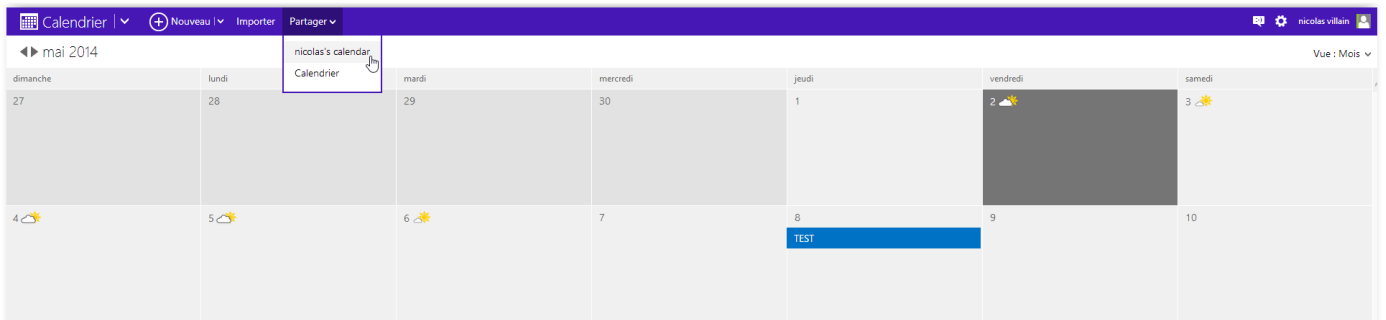 Calendrier Nouveau Importer Partager nicolas villain
mai 2014 nicolas's calendar Vue : Mois
Calendrier
dimanche lundi mardi mercredi jeudi vendredi samedi
27 28 29 30 1 2 3
4 5 6 7 8 9 10
TEST